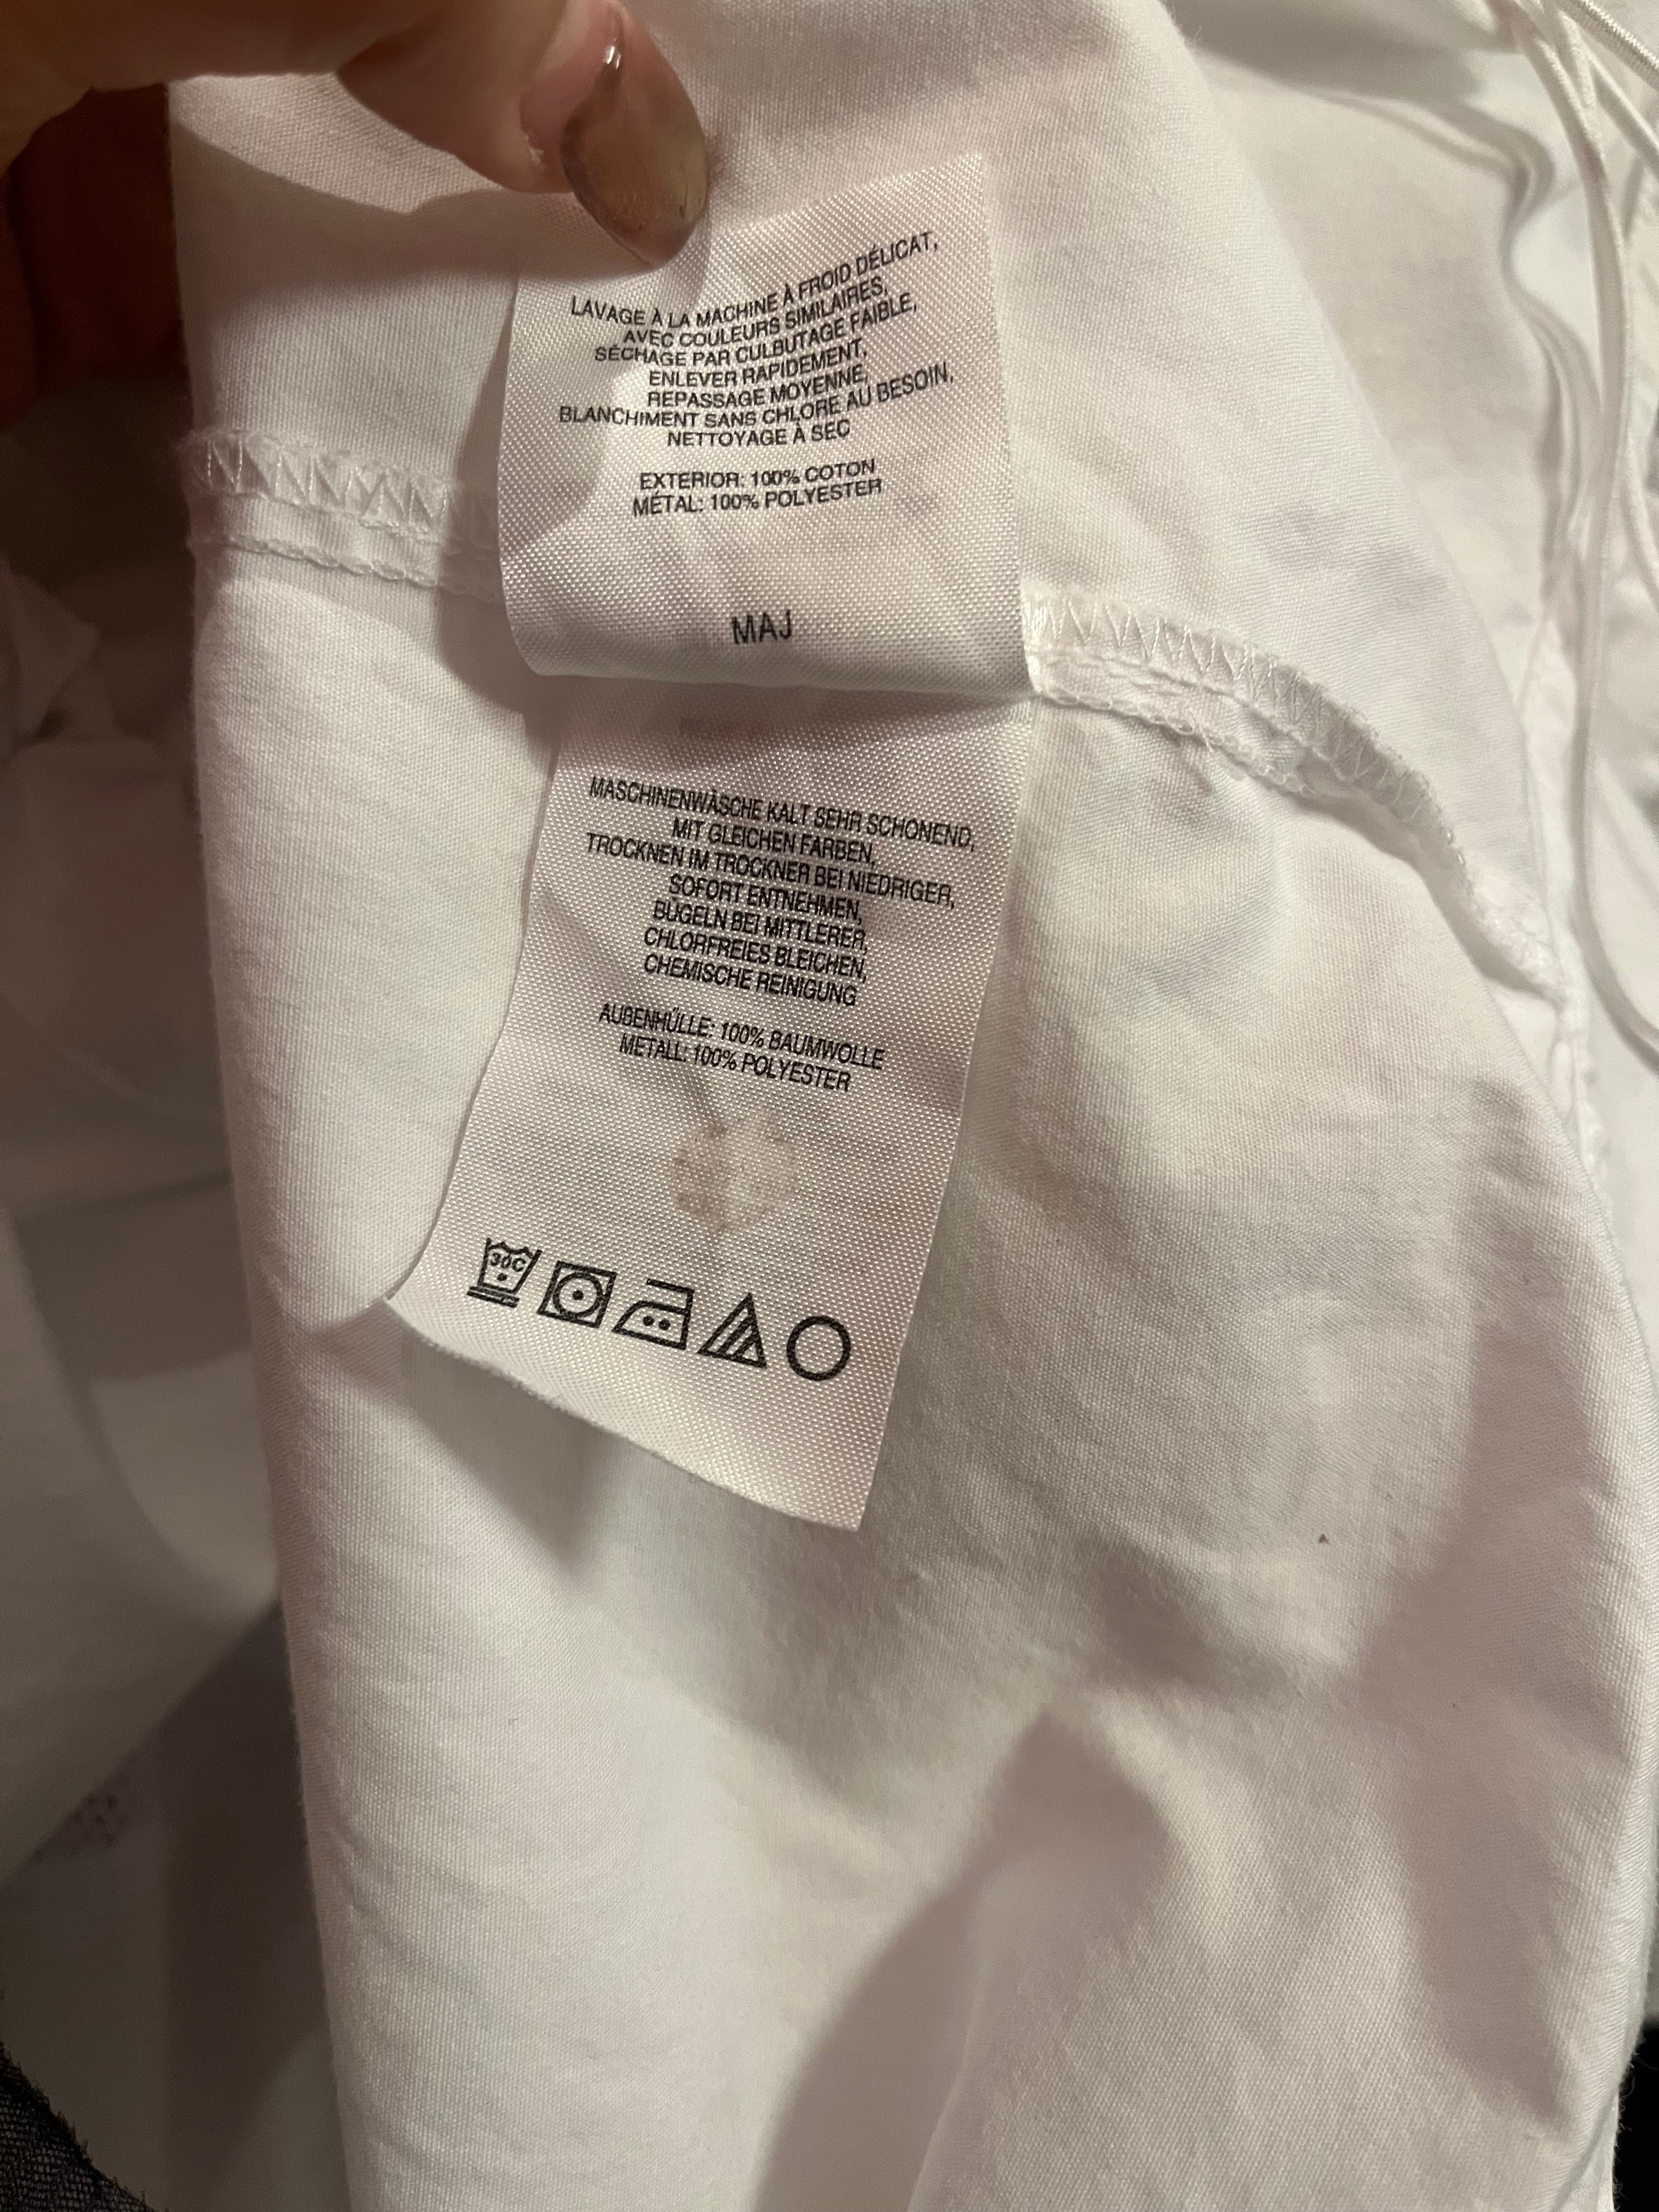 LAVAGE À LA MACHINE À FROID DÉLICAT,
AVEC COULEURS SIMILAIRES,
SÉCHAGE PAR CULBUTAGE FAIBLE,
ENLEVER RAPIDEMENT,
REPASSAGE MOYENNE,
BLANCHIMENT SANS CHLORE AU BESOIN,
NETTOYAGE À SEC
EXTERIOR: 100% COTON
MÉTAL: 100% POLYESTER
MAJ
MASCHINENWÄSCHE KALT SEHR SCHONEND,
MIT GLEICHEN FARBEN,
TROCKNEN IM TROCKNER BEI NIEDRIGER,
SOFORT ENTNEHMEN,
BÜGELN BEI MITTLERER,
CHLORFREIES BLEICHEN,
CHEMISCHE REINIGUNG
AUßENHÜLLE: 100% BAUMWOLLE
METALL: 100% POLYESTER
30C